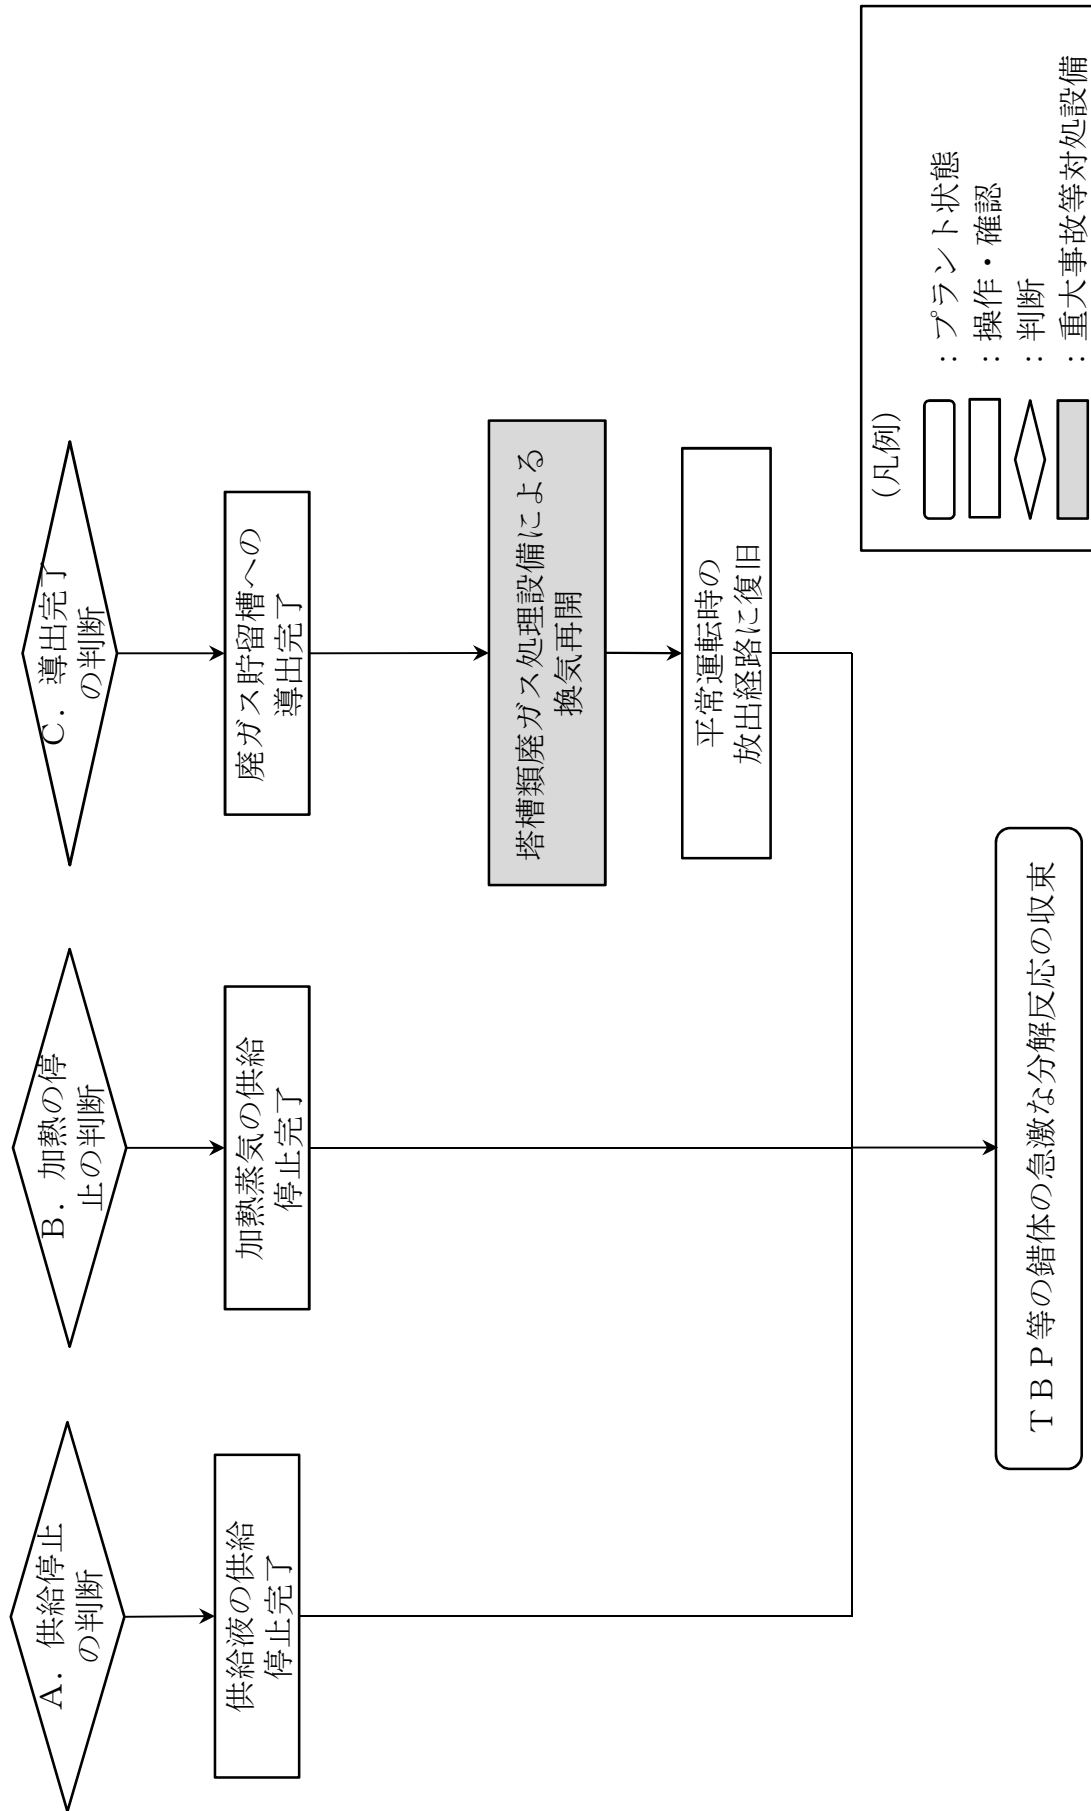 A．供給停止
の判断
供給液の供給
停止完了
B．加熱の停
止の判断
加熱蒸気の供給
停止完了
C．導出完了
の判断
廃ガス貯留槽への
導出完了
塔槽類廃ガス処理設備による
換気再開
平常運転時の
放出経路に復旧
ＴＢＰ等の錯体の急激な分解反応の収束
(凡例)
：プラント状態
：操作・確認
：判断
：重大事故等対処設備